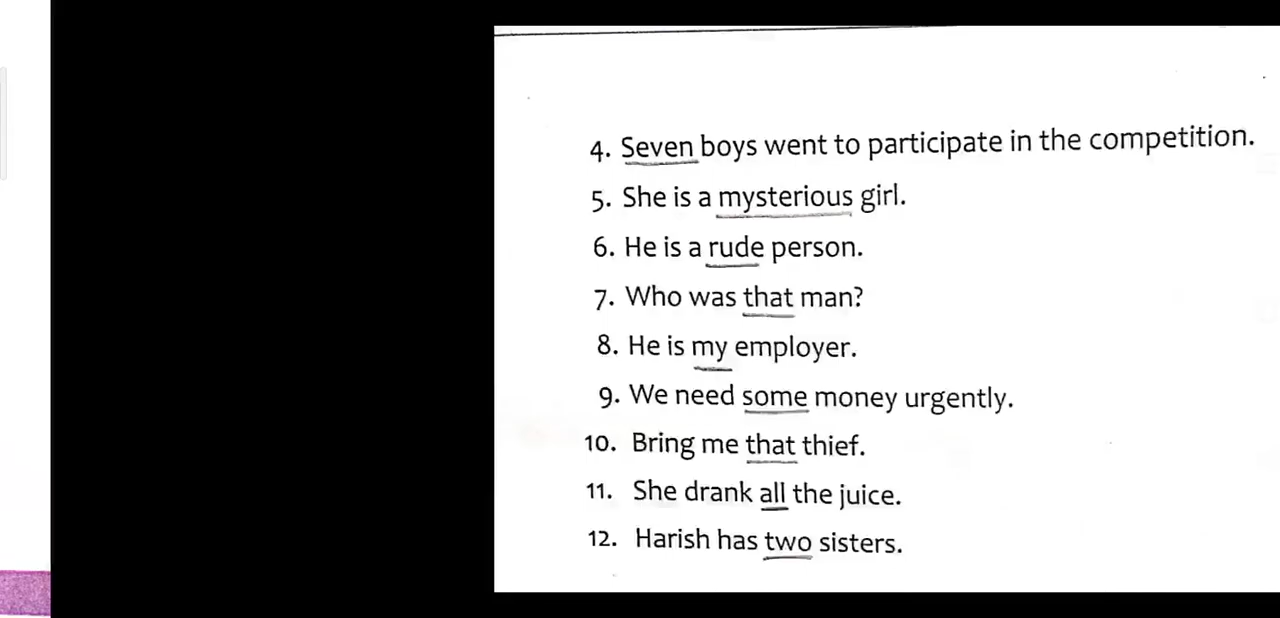 4. Seven boys went to participate in the competition.
5. She is a mysterious girl.
6. He is a rude person.
7. Who was that man?
8. He is my employer.
9. We need some money urgently.
10. Bring me that thief.
11. She drank all the juice.
12. Harish has two sisters.